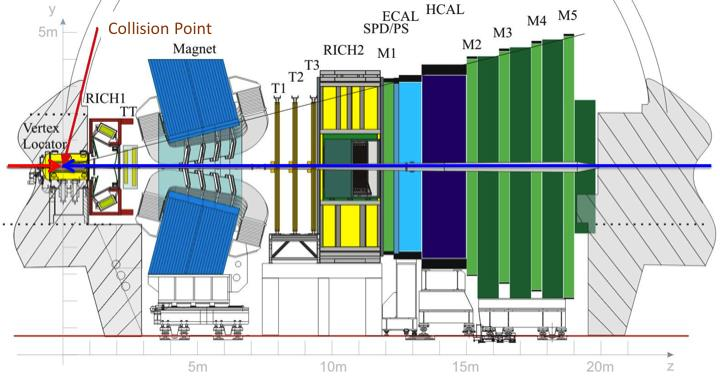 y
5m
Collision Point
Magnet
SPD/PS
ECAL
HCAL
RICH2
M1
M2
M3
M4
M5
T1
T2
T3
RICH1
TT
Vertex
Locator
5m
10m
15m
20m
z